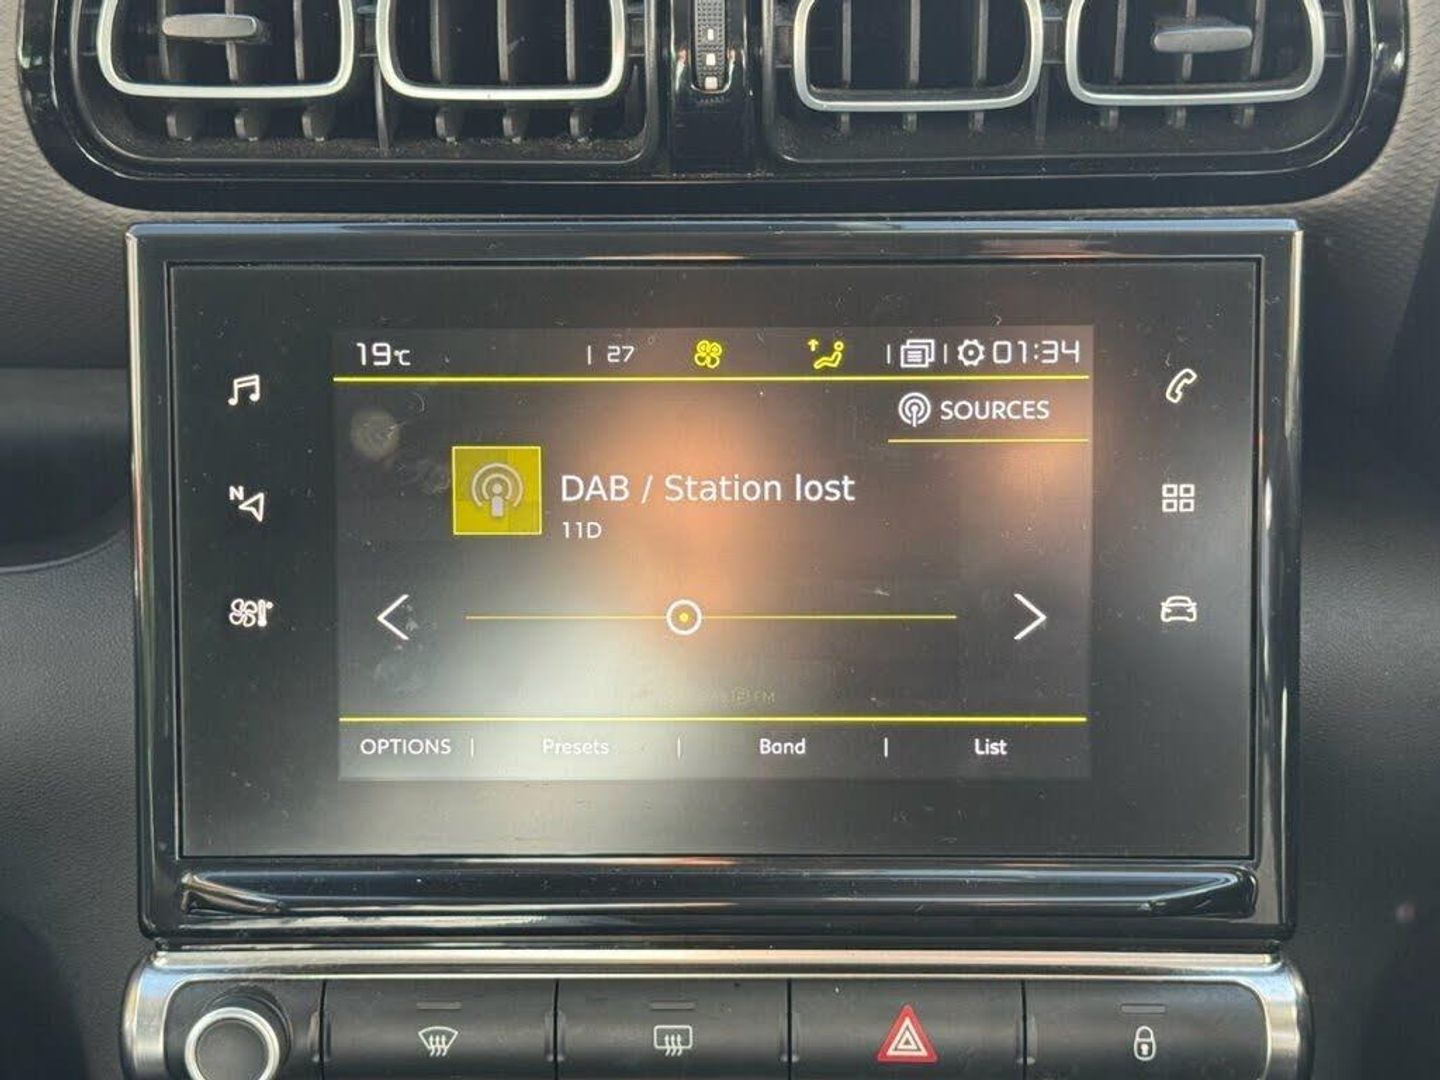 19°C | 27 | | 01:34
SOURCES
DAB / Station lost
11D
N
OPTIONS | Presets | Band | List